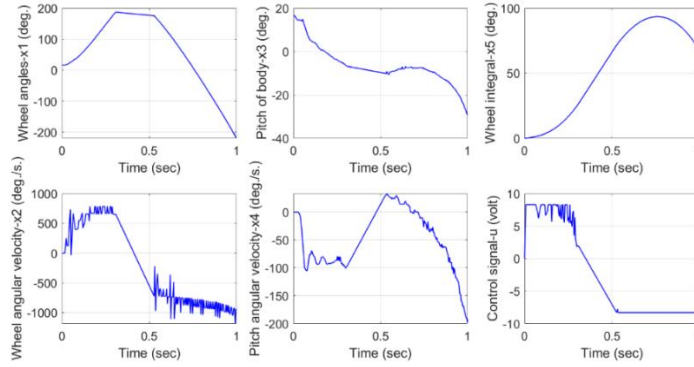 Wheel angles-x1 (deg.)
200
100
0
-100
-200
0 0.5 1
Time (sec)
Pitch of body-x3 (deg.)
20
0
-20
-40
0 0.5 1
Time (sec)
Wheel integral-x5 (deg.)
100
50
0
0 0.5 1
Time (sec)
Wheel angular velocity-x2 (deg./s.)
1000
500
0
-500
-1000
0 0.5 1
Time (sec)
Pitch angular velocity-x4 (deg./s.)
0
-50
-100
-150
-200
0 0.5 1
Time (sec)
Control signal-u (volt)
10
5
0
-5
-10
0 0.5 1
Time (sec)